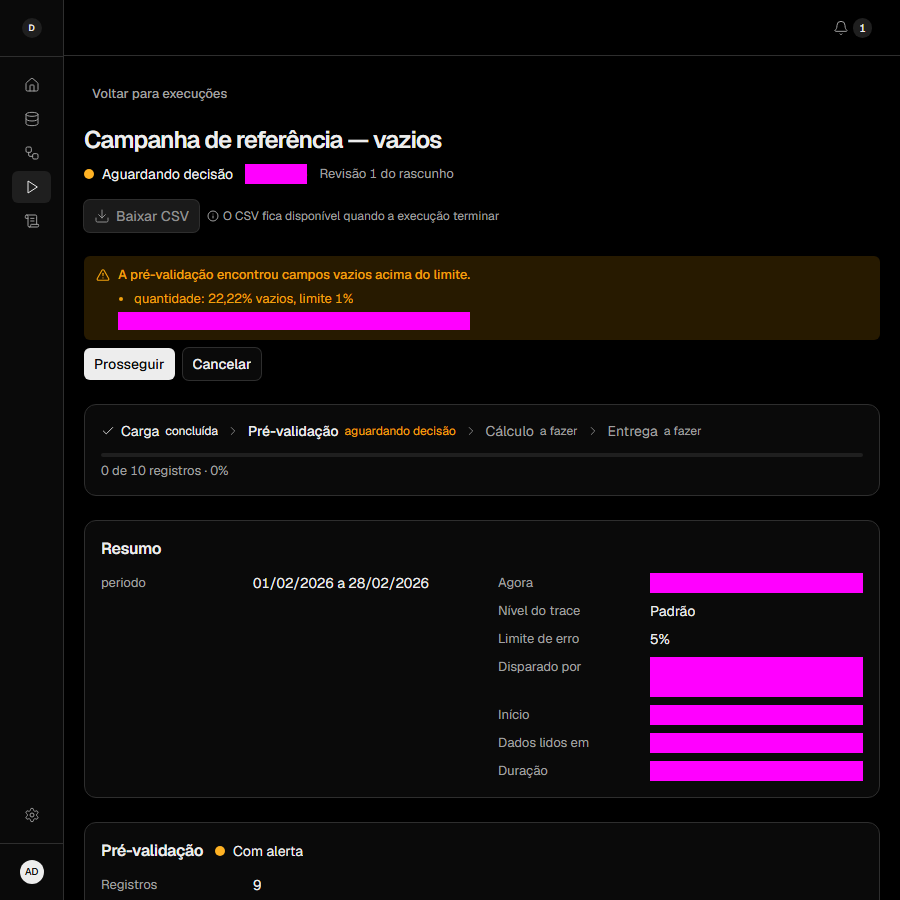 D
1
Voltar para execuções
Campanha de referência — vazios
Aguardando decisão Revisão 1 do rascunho
Baixar CSV O CSV fica disponível quando a execução terminar
A pré-validação encontrou campos vazios acima do limite.
• quantidade: 22,22% vazios, limite 1%
Prosseguir Cancelar
Carga concluída > Pré-validação aguardando decisão > Cálculo a fazer > Entrega a fazer
0 de 10 registros · 0%
Resumo
periodo 01/02/2026 a 28/02/2026
Agora
Nível do trace Padrão
Limite de erro 5%
Disparado por
Início
Dados lidos em
Duração
Pré-validação Com alerta
Registros 9
AD